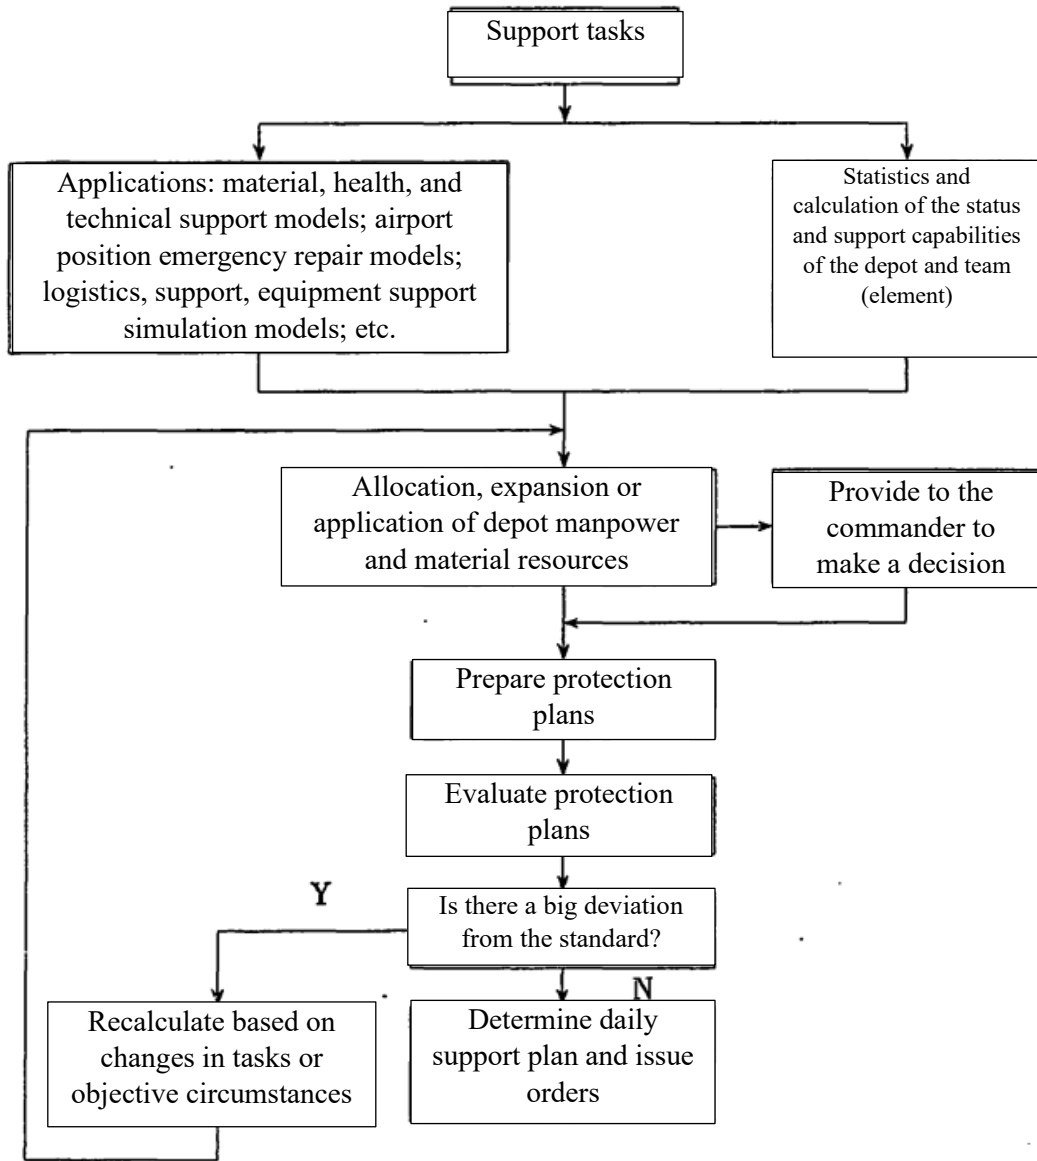 Support tasks
Applications: material, health, and
technical support models; airport
position emergency repair models;
logistics, support, equipment support
simulation models; etc.
Statistics and
calculation of the status
and support capabilities
of the depot and team
(element)
Allocation, expansion or
application of depot manpower
and material resources
Provide to the
commander to
make a decision
Prepare protection
plans
Evaluate protection
plans
Is there a big deviation
from the standard?
Y
N
Recalculate based on
changes in tasks or
objective circumstances
Determine daily
support plan and issue
orders